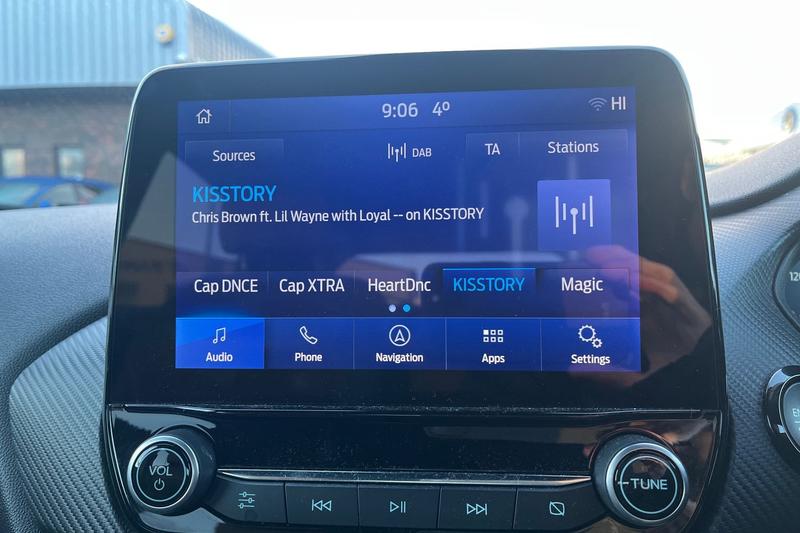 9:06 4º HI
Sources DAB TA Stations
KISSTORY
Chris Brown ft. Lil Wayne with Loyal -- on KISSTORY
Cap DNCE Cap XTRA HeartDnc KISSTORY Magic
Audio Phone Navigation Apps Settings
VOL
TUNE